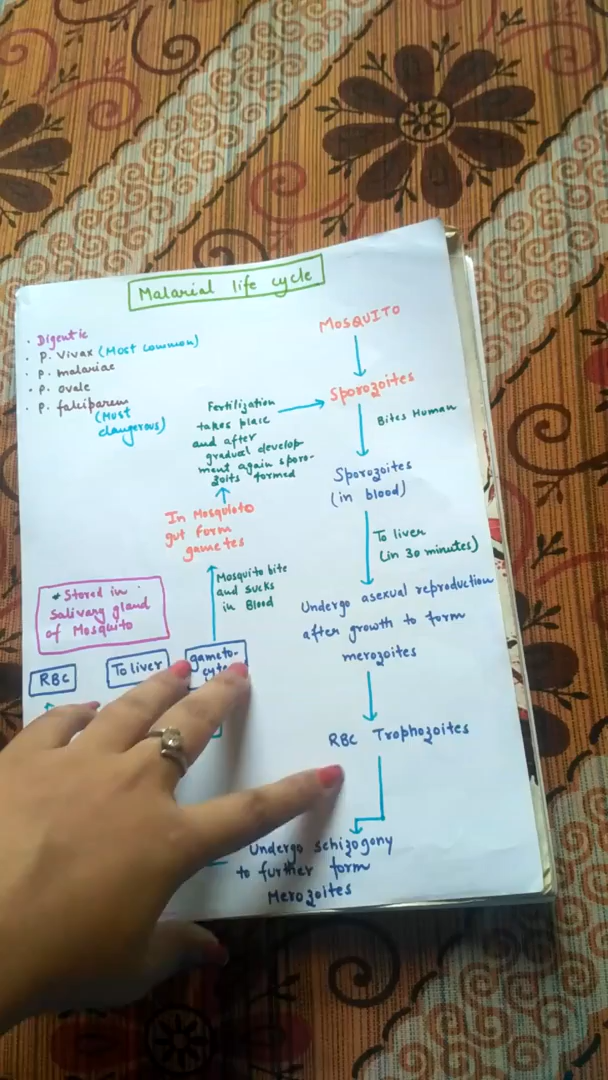 Malarial life cycle
• Digentic
• P. Vivax (Most common)
• P. malariae
• P. ovale
• P. falciparem
(Most
dangerous)
MOSQUITO
Sporozoites
Bites Human
Sporozoites
(in blood)
To liver
(in 30 minutes)
Undergo asexual reproduction
after growth to form
merozoites
RBC Trophozoites
Undergo schizogony
to further form
Merozoites
Fertilization
takes place
and after
gradual develop-
ment again sporo-
zoits formed
In Mosquioto
gut form
gametes
Mosquito bite
and sucks
in Blood
* Stored in
Salivary gland
of Mosquito
RBC
To liver
gameto-